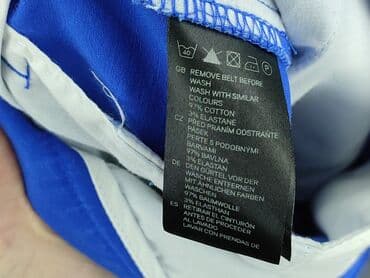 40 P
GB REMOVE BELT BEFORE
WASH
WASH WITH SIMILAR
COLOURS
97% COTTON
3% ELASTANE
CZ PŘED PRANÍM ODSTRAŇTE
PÁSEK
PERTE S PODOBNÝMI
BARVAMI
97% BAVLNA
3% ELASTAN
DE DEN GÜRTEL VOR DER
WÄSCHE ENTFERNEN
MIT ÄHNLICHEN FARBEN
WASCHEN
97% BAUMWOLLE
3% ELASTHAN
ES RETIRAR EL CINTURÓN
ANTES DE PROCEDER
AL LAVADO
LAVAR CON PRENDAS DE